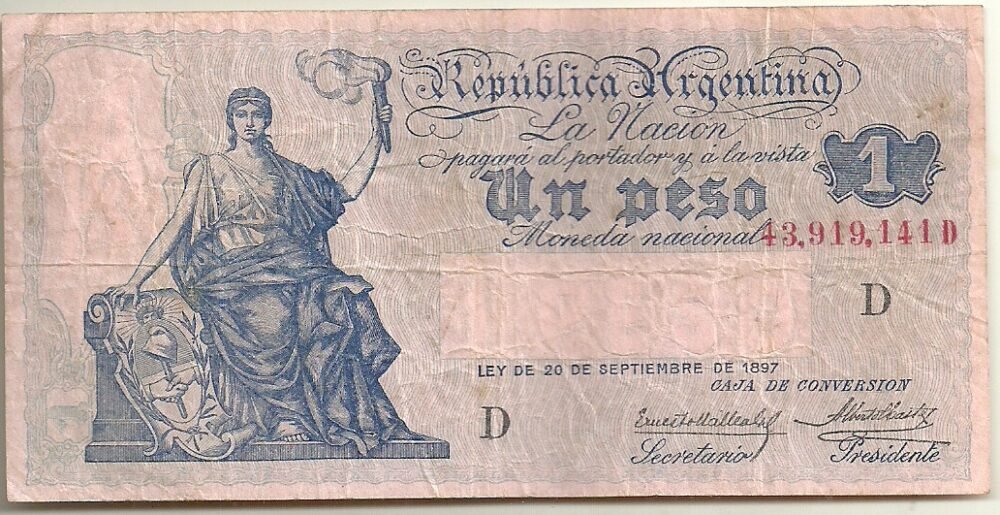 República Argentina
La Nación
pagará al portador y á la vista
Un peso
1
Moneda nacional
43,919,141 D
D
LEY DE 20 DE SEPTIEMBRE DE 1897
CAJA DE CONVERSION
D
Secretario
Presidente